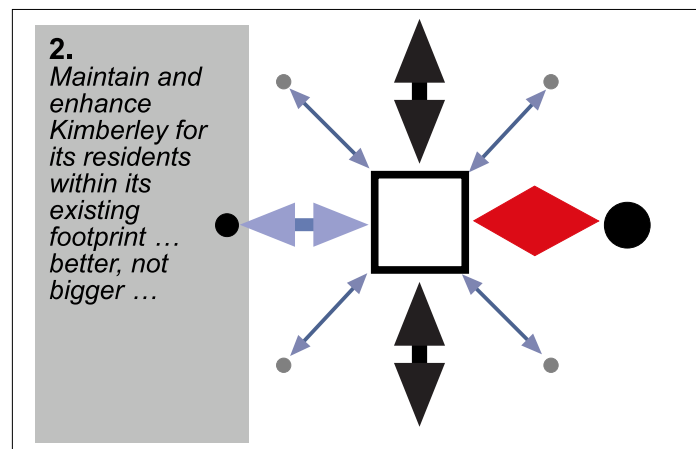 2.
Maintain and
enhance
Kimberley for
its residents
within its
existing
footprint …
better, not
bigger …